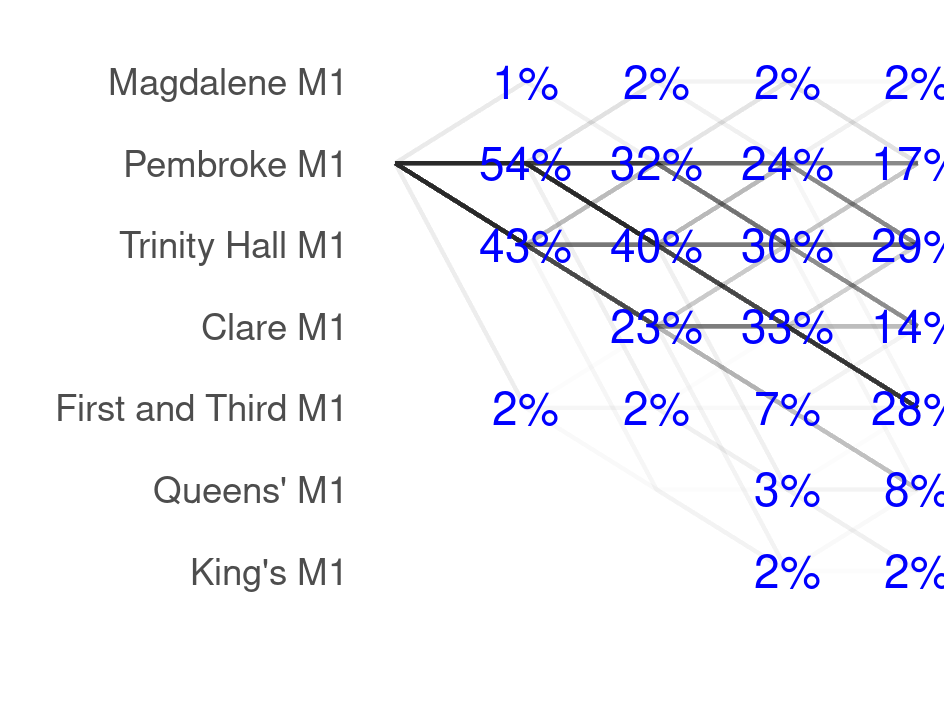 Magdalene M1 1% 2% 2% 2%
Pembroke M1 54% 32% 24% 17%
Trinity Hall M1 43% 40% 30% 29%
Clare M1 23% 33% 14%
First and Third M1 2% 2% 7% 28%
Queens' M1 3% 8%
King's M1 2% 2%